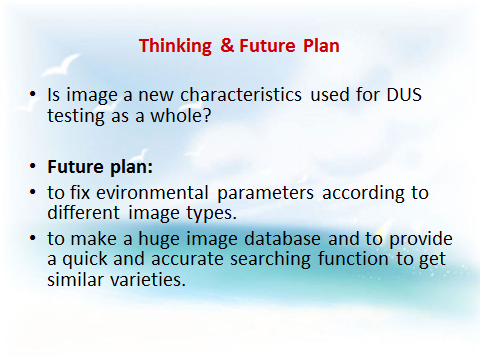 Thinking & Future Plan
• Is image a new characteristics used for DUS
testing as a whole?
• Future plan:
• to fix evironmental parameters according to
different image types.
• to make a huge image database and to provide
a quick and accurate searching function to get
similar varieties.